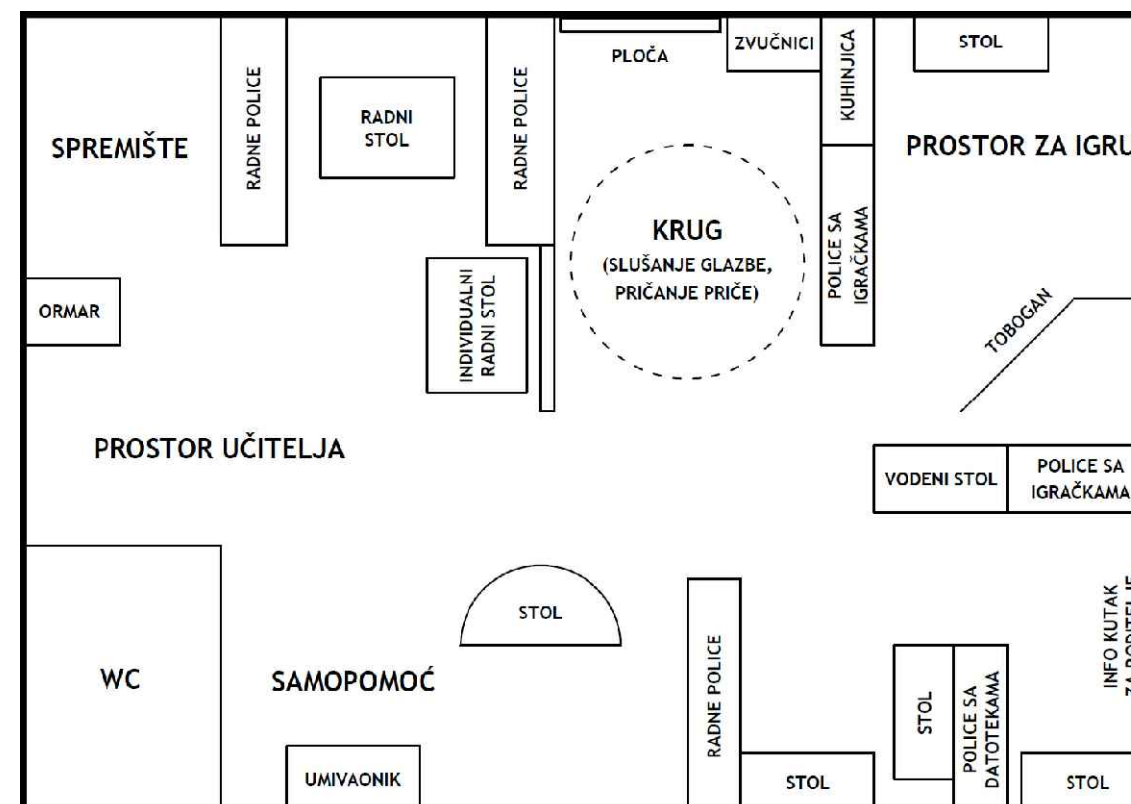 PLOČA
ZVUČNICI
KUHINJICA
STOL
RADNE POLICE
RADNI
STOL
RADNE POLICE
SPREMIŠTE
PROSTOR ZA IGRU
KRUG
(SLUŠANJE GLAZBE,
PRIČANJE PRIČE)
POLICE SA
IGRAČKAMA
ORMAR
INDIVIDUALNI
RADNI STOL
TOBOGAN
PROSTOR UČITELJA
VODENI STOL
POLICE SA
IGRAČKAMA
STOL
INFO KUTAK
WC
SAMOPOMOĆ
RADNE POLICE
STOL
POLICE SA
DATOTEKAMA
UMIVAONIK
STOL
STOL